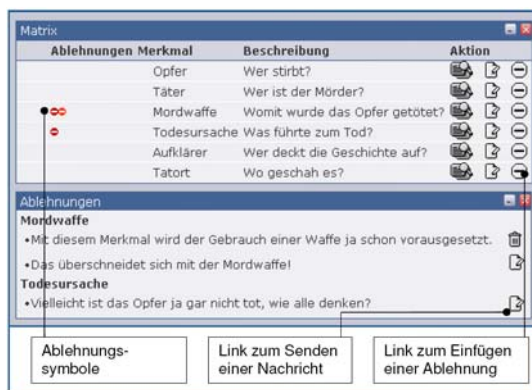 Matrix
Ablehnungen Merkmal Beschreibung Aktion
Opfer Wer stirbt?
Täter Wer ist der Mörder?
Mordwaffe Womit wurde das Opfer getötet?
Todesursache Was führte zum Tod?
Aufklärer Wer deckt die Geschichte auf?
Tatort Wo geschah es?
Ablehnungen
Mordwaffe
•Mit diesem Merkmal wird der Gebrauch einer Waffe ja schon vorausgesetzt.
•Das überschneidet sich mit der Mordwaffe!
Todesursache
•Vielleicht ist das Opfer ja gar nicht tot, wie alle denken?
Ablehnungs-
symbole
Link zum Senden
einer Nachricht
Link zum Einfügen
einer Ablehnung